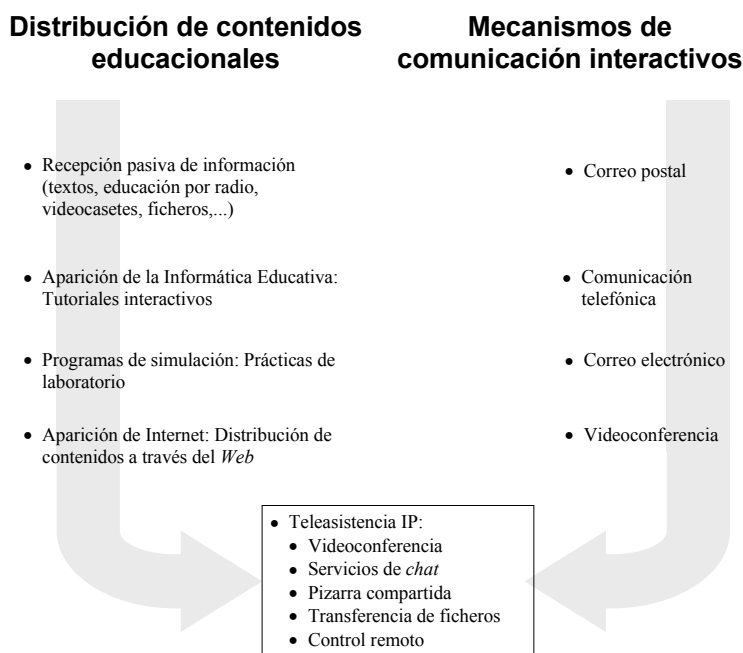 Distribución de contenidos
educacionales
Mecanismos de
comunicación interactivos
• Recepción pasiva de información
(textos, educación por radio,
videocasetes, ficheros,...)
• Aparición de la Informática Educativa:
Tutoriales interactivos
• Programas de simulación: Prácticas de
laboratorio
• Aparición de Internet: Distribución de
contenidos a través del Web
• Correo postal
• Comunicación
telefónica
• Correo electrónico
• Videoconferencia
• Teleasistencia IP:
• Videoconferencia
• Servicios de chat
• Pizarra compartida
• Transferencia de ficheros
• Control remoto